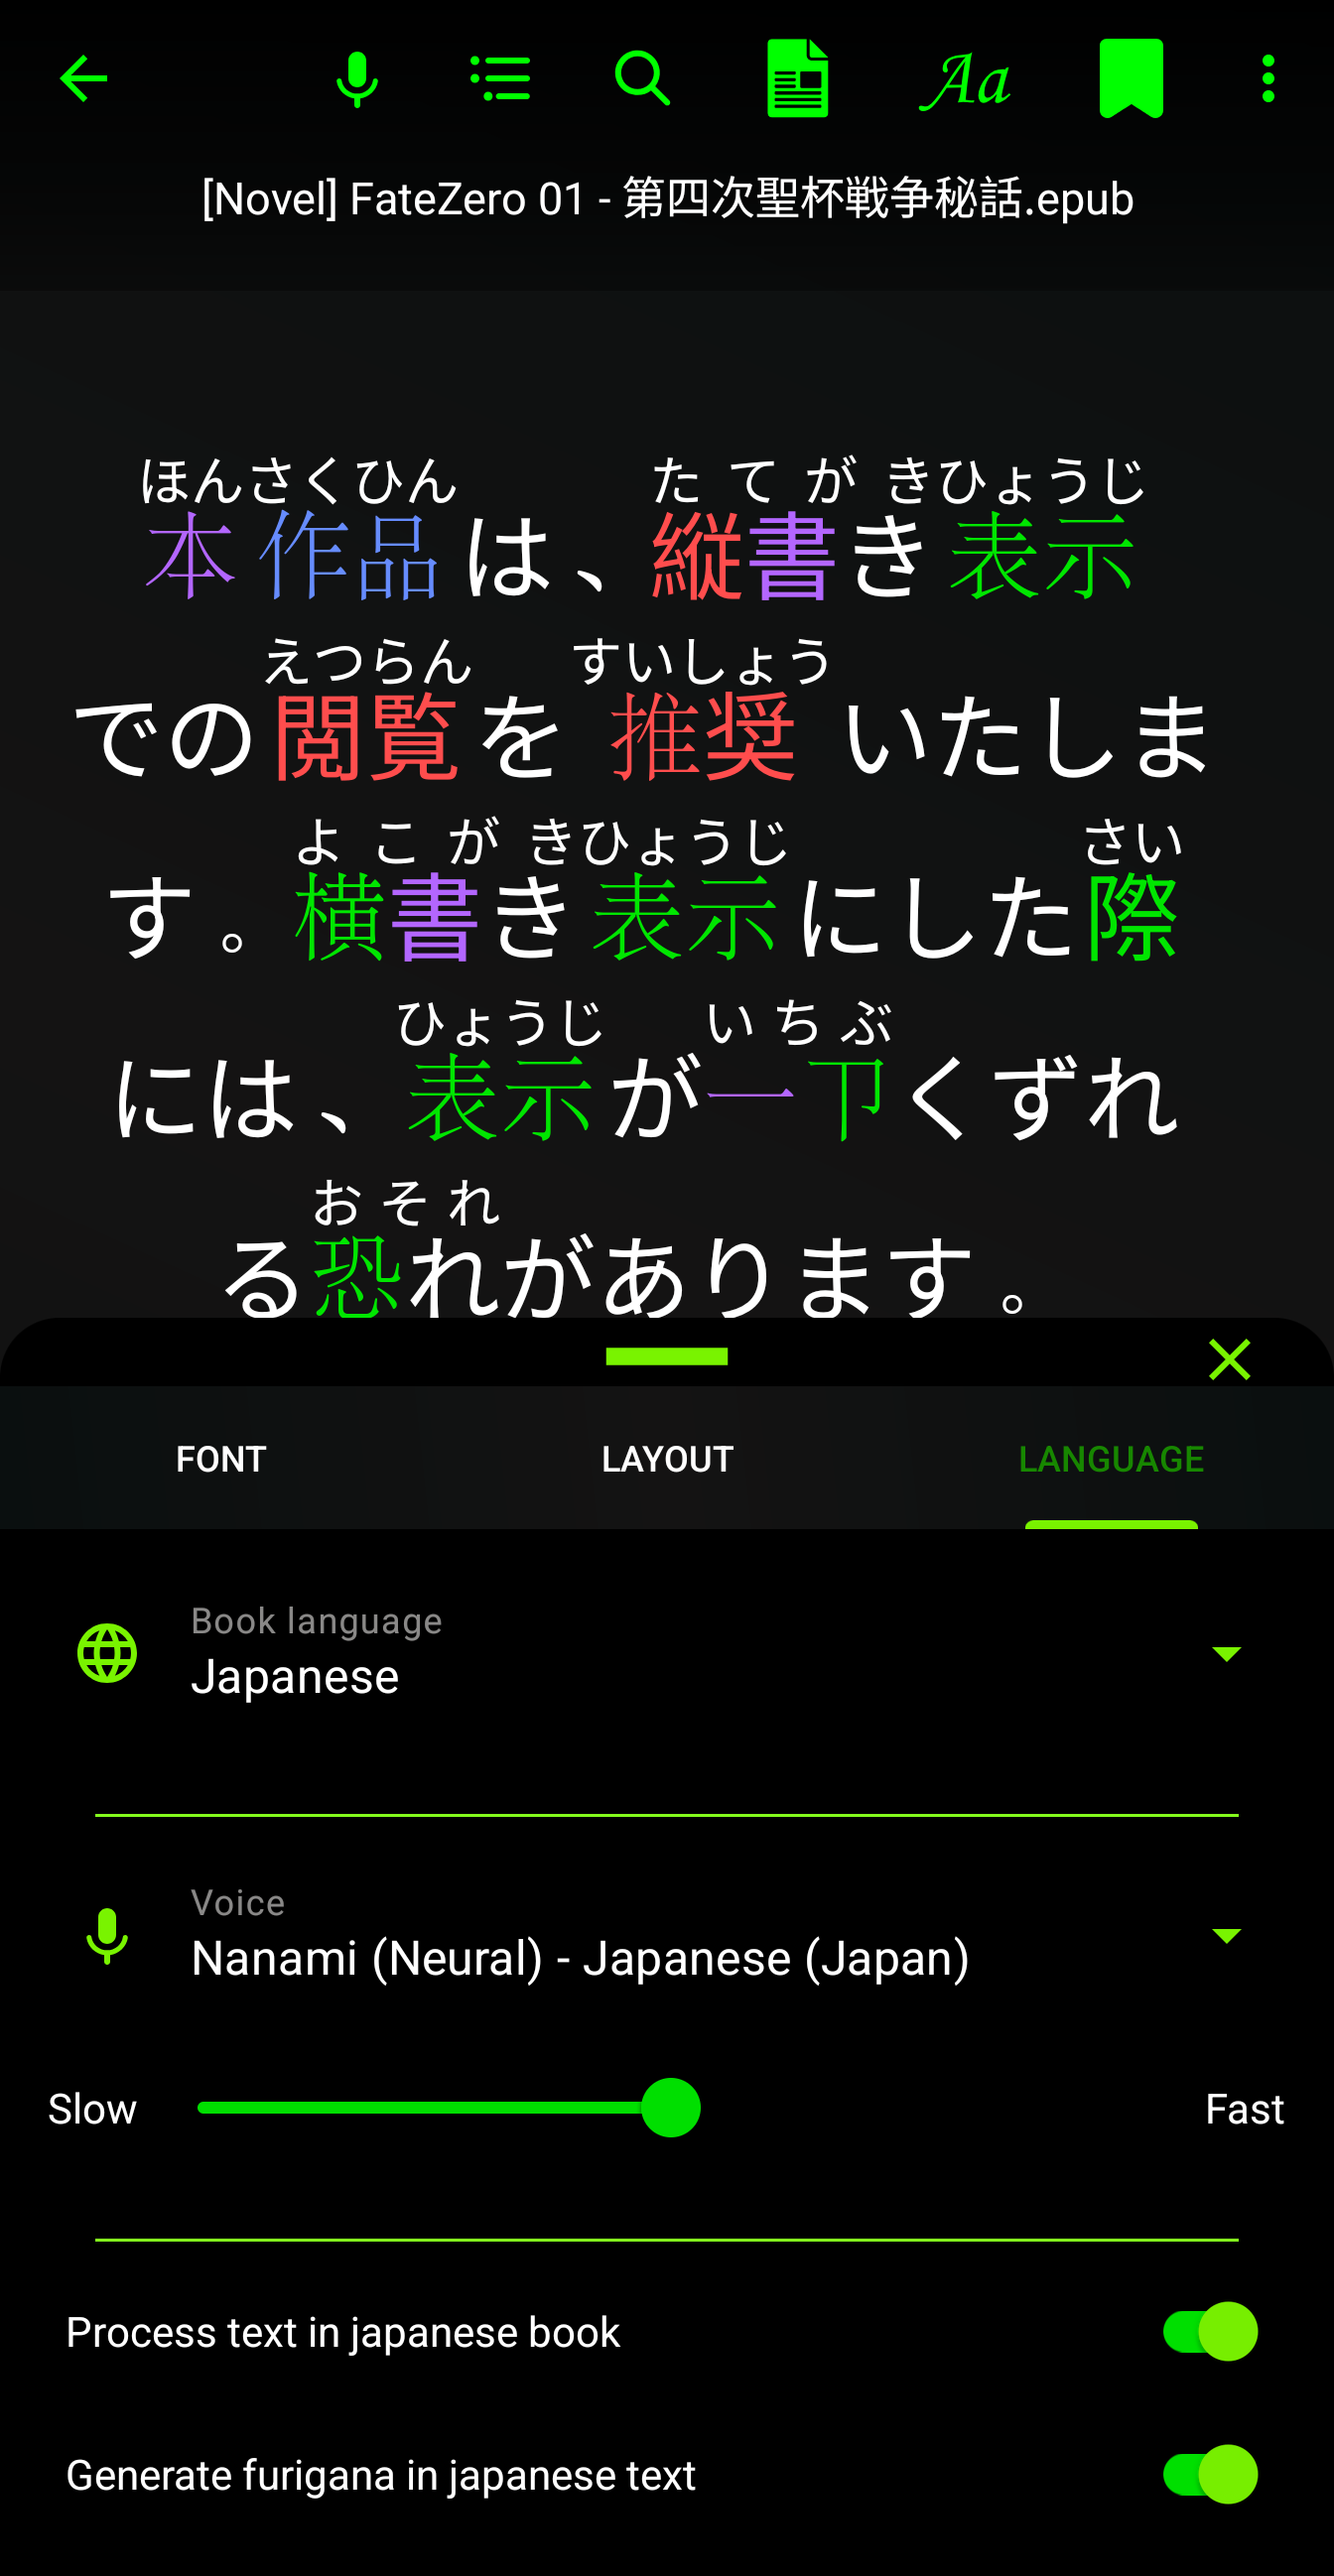 [Novel] FateZero 01 - 第四次聖杯戦争秘話.epub
ほんさくひん たてがきひょうじ
本作品は、縦書き表示
えつらん すいしょう
での閲覧を推奨いたしま
よこがきひょうじ さい
す。横書き表示にした際
ひょうじ いちぶ
には、表示が一卩くずれ
おそれ
る恐れがあります。
FONT LAYOUT LANGUAGE
Book language
Japanese
Voice
Nanami (Neural) - Japanese (Japan)
Slow Fast
Process text in japanese book
Generate furigana in japanese text